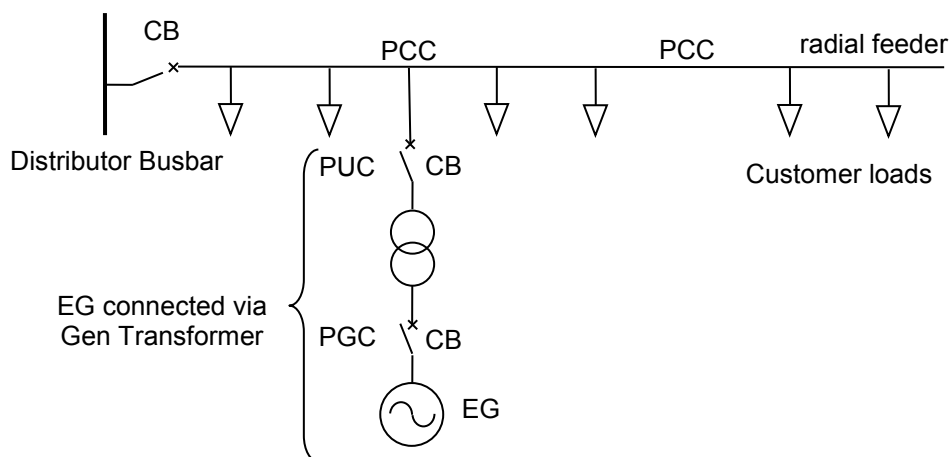 CB
PCC
PCC
radial feeder
Distributor Busbar
PUC
CB
Customer loads
EG connected via
Gen Transformer
PGC
CB
EG